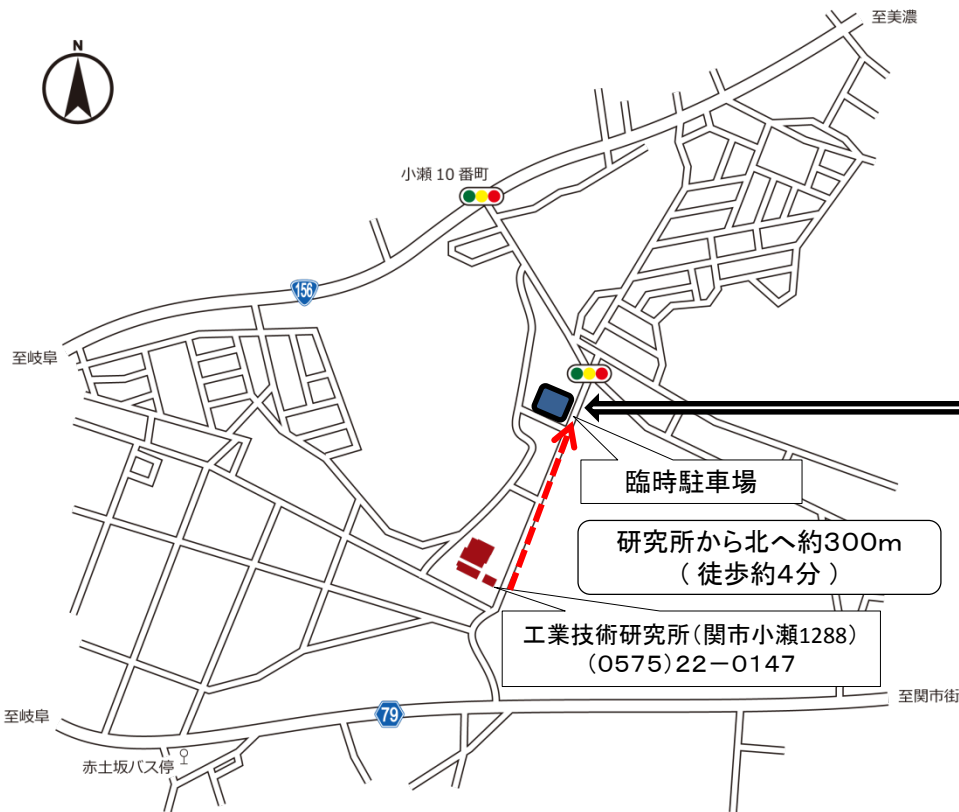 至美濃
N
小瀬 10 番町
156
至岐阜
臨時駐車場
研究所から北へ約300m
（ 徒歩約4分 ）
工業技術研究所（関市小瀬1288）
（0575）22－0147
至関市街
至岐阜
79
赤土坂バス停